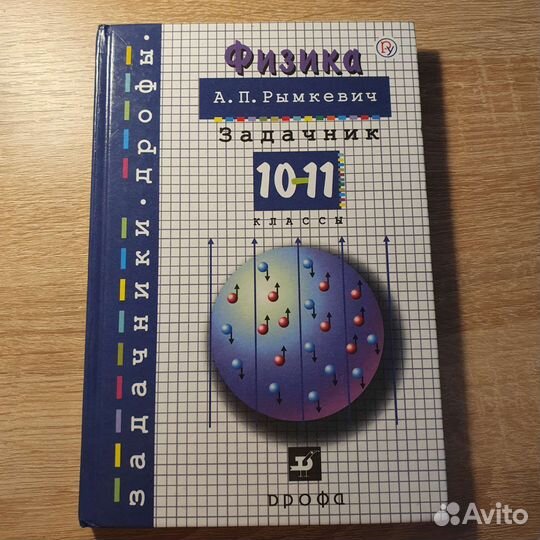 Физика
А.П.Рымкевич
Задачник
10-11
классы
задачники.дрофы.
дрофа
Avito